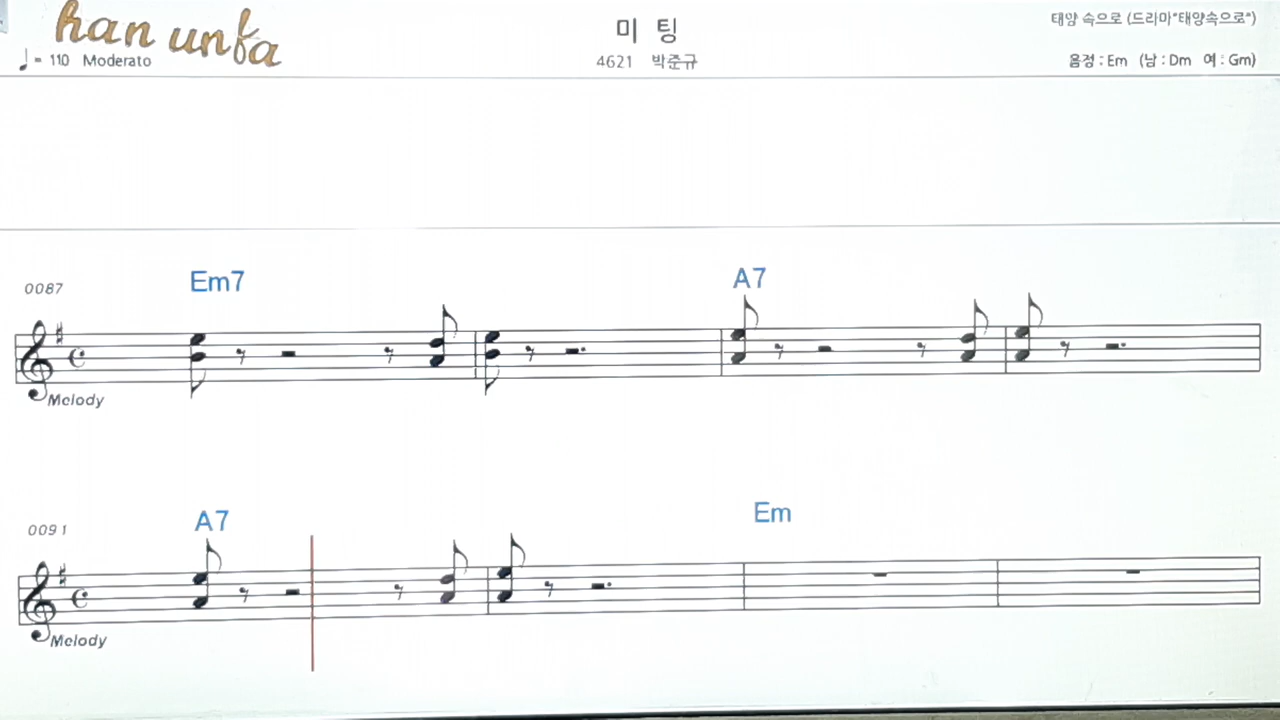 han unfa
미 팅
태양 속으로 (드라마"태양속으로")
♩= 110 Moderato
4621 박준규
음정 : Em (남 : Dm 여 : Gm)
Em7
A7
0087
Melody
A7
Em
0091
Melody